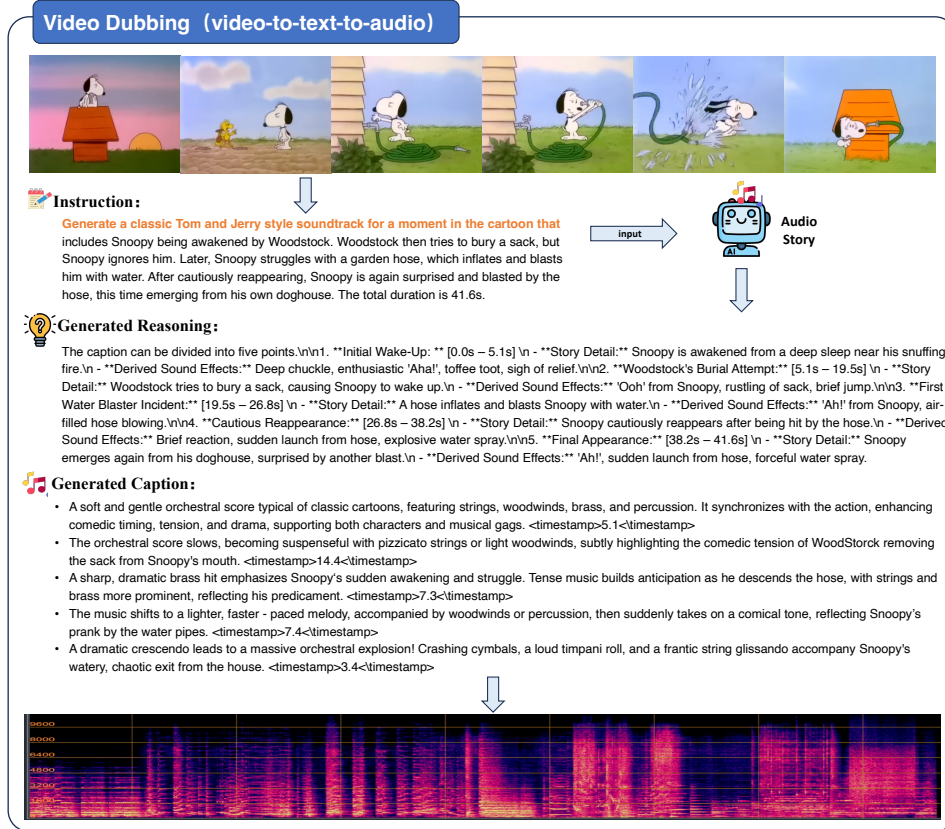 Video Dubbing（video-to-text-to-audio）
Instruction:
Generate a classic Tom and Jerry style soundtrack for a moment in the cartoon that
includes Snoopy being awakened by Woodstock. Woodstock then tries to bury a sack, but
Snoopy ignores him. Later, Snoopy struggles with a garden hose, which inflates and blasts
him with water. After cautiously reappearing, Snoopy is again surprised and blasted by the
hose, this time emerging from his own doghouse. The total duration is 41.6s.
input
AI
Audio
Story
Generated Reasoning:
The caption can be divided into five points.\n\n1. **Initial Wake-Up: ** [0.0s – 5.1s] \n - **Story Detail:** Snoopy is awakened from a deep sleep near his snuffing
fire.\n - **Derived Sound Effects:** Deep chuckle, enthusiastic 'Aha!', toffee toot, sigh of relief.\n\n2. **Woodstock's Burial Attempt:** [5.1s – 19.5s] \n - **Story
Detail:** Woodstock tries to bury a sack, causing Snoopy to wake up.\n - **Derived Sound Effects:** 'Ooh' from Snoopy, rustling of sack, brief jump.\n\n3. **First
Water Blaster Incident:** [19.5s – 26.8s] \n - **Story Detail:** A hose inflates and blasts Snoopy with water.\n - **Derived Sound Effects:** 'Ah!' from Snoopy, air-
filled hose blowing.\n\n4. **Cautious Reappearance:** [26.8s – 38.2s] \n - **Story Detail:** Snoopy cautiously reappears after being hit by the hose.\n - **Derived
Sound Effects:** Brief reaction, sudden launch from hose, explosive water spray.\n\n5. **Final Appearance:** [38.2s – 41.6s] \n - **Story Detail:** Snoopy
emerges again from his doghouse, surprised by another blast.\n - **Derived Sound Effects:** 'Ah!', sudden launch from hose, forceful water spray.
Generated Caption:
• A soft and gentle orchestral score typical of classic cartoons, featuring strings, woodwinds, brass, and percussion. It synchronizes with the action, enhancing
comedic timing, tension, and drama, supporting both characters and musical gags. <timestamp>5.1<\timestamp>
• The orchestral score slows, becoming suspenseful with pizzicato strings or light woodwinds, subtly highlighting the comedic tension of WoodStorck removing
the sack from Snoopy's mouth. <timestamp>14.4<\timestamp>
• A sharp, dramatic brass hit emphasizes Snoopy's sudden awakening and struggle. Tense music builds anticipation as he descends the hose, with strings and
brass more prominent, reflecting his predicament. <timestamp>7.3<\timestamp>
• The music shifts to a lighter, faster - paced melody, accompanied by woodwinds or percussion, then suddenly takes on a comical tone, reflecting Snoopy's
prank by the water pipes. <timestamp>7.4<\timestamp>
• A dramatic crescendo leads to a massive orchestral explosion! Crashing cymbals, a loud timpani roll, and a frantic string glissando accompany Snoopy's
watery, chaotic exit from the house. <timestamp>3.4<\timestamp>
9600
8000
6400
4800
3200